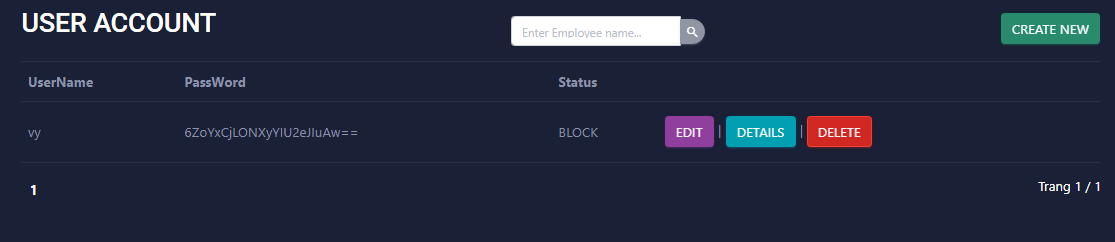 USER ACCOUNT
Enter Employee name...
CREATE NEW
UserName PassWord Status
vy 6ZoYxCjLONXyYIU2eJIuAw== BLOCK EDIT | DETAILS | DELETE
1 Trang 1 / 1